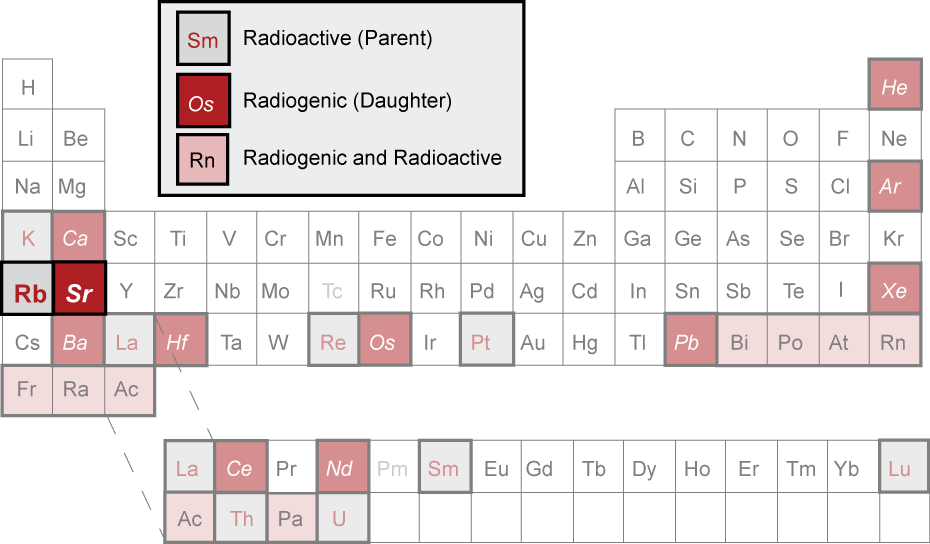 Sm Radioactive (Parent)
Os Radiogenic (Daughter)
Rn Radiogenic and Radioactive
H He
Li Be B C N O F Ne
Na Mg Al Si P S Cl Ar
K Ca Sc Ti V Cr Mn Fe Co Ni Cu Zn Ga Ge As Se Br Kr
Rb Sr Y Zr Nb Mo Tc Ru Rh Pd Ag Cd In Sn Sb Te I Xe
Cs Ba La Hf Ta W Re Os Ir Pt Au Hg Tl Pb Bi Po At Rn
Fr Ra Ac
La Ce Pr Nd Pm Sm Eu Gd Tb Dy Ho Er Tm Yb Lu
Ac Th Pa U